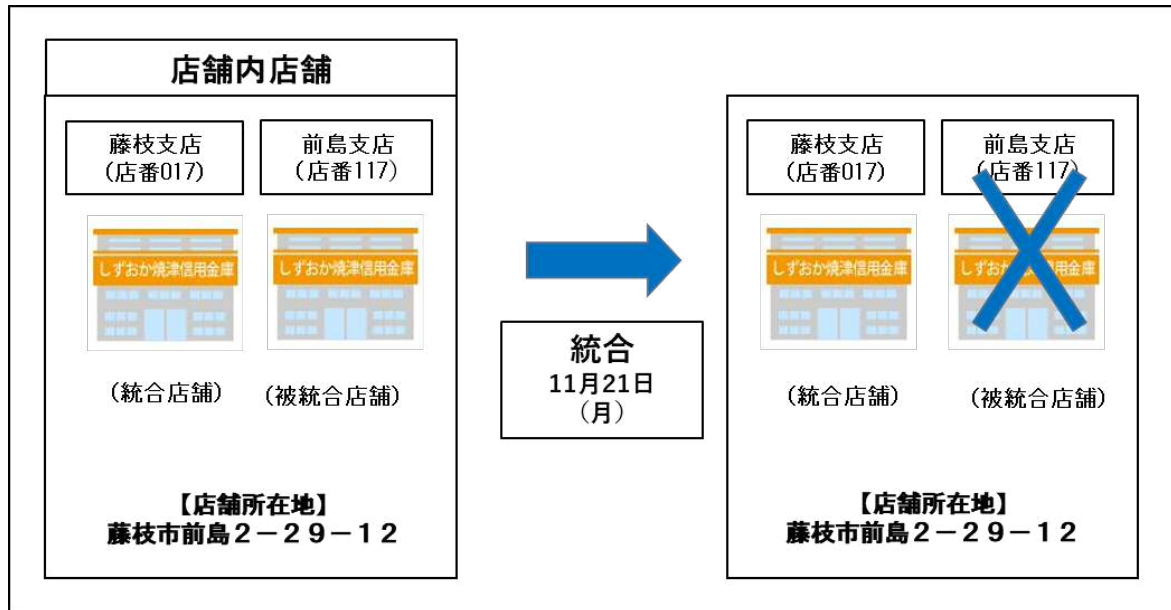 店舗内店舗
藤枝支店
(店番017)
前島支店
(店番117)
しずおか焼津信用金庫
しずおか焼津信用金庫
(統合店舗)
(被統合店舗)
【店舗所在地】
藤枝市前島2-29-12
統合
11月21日
(月)
藤枝支店
(店番017)
前島支店
(店番117)
しずおか焼津信用金庫
しずおか 信用金庫
(統合店舗)
(被統合店舗)
【店舗所在地】
藤枝市前島2-29-12